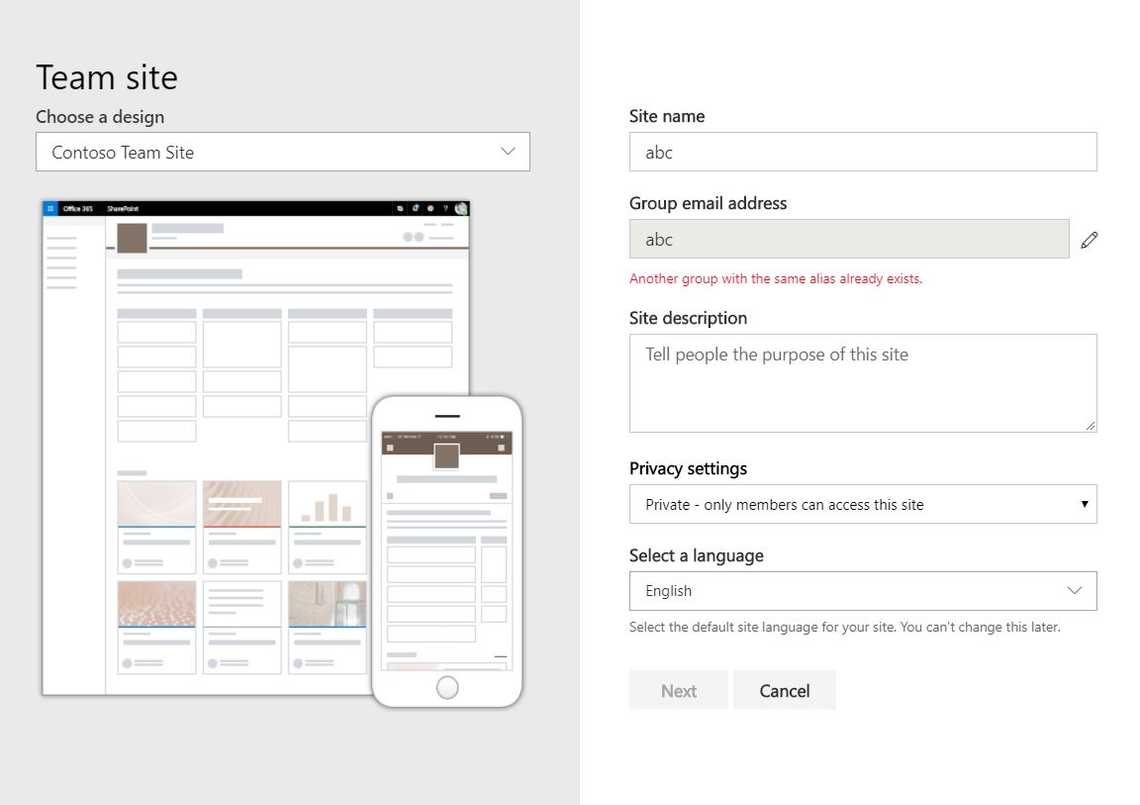 Team site
Choose a design
Contoso Team Site
Office 365 SharePoint
?
Site name
abc
Group email address
abc
Another group with the same alias already exists.
Site description
Tell people the purpose of this site
Privacy settings
Private - only members can access this site
Select a language
English
Select the default site language for your site. You can't change this later.
Next
Cancel